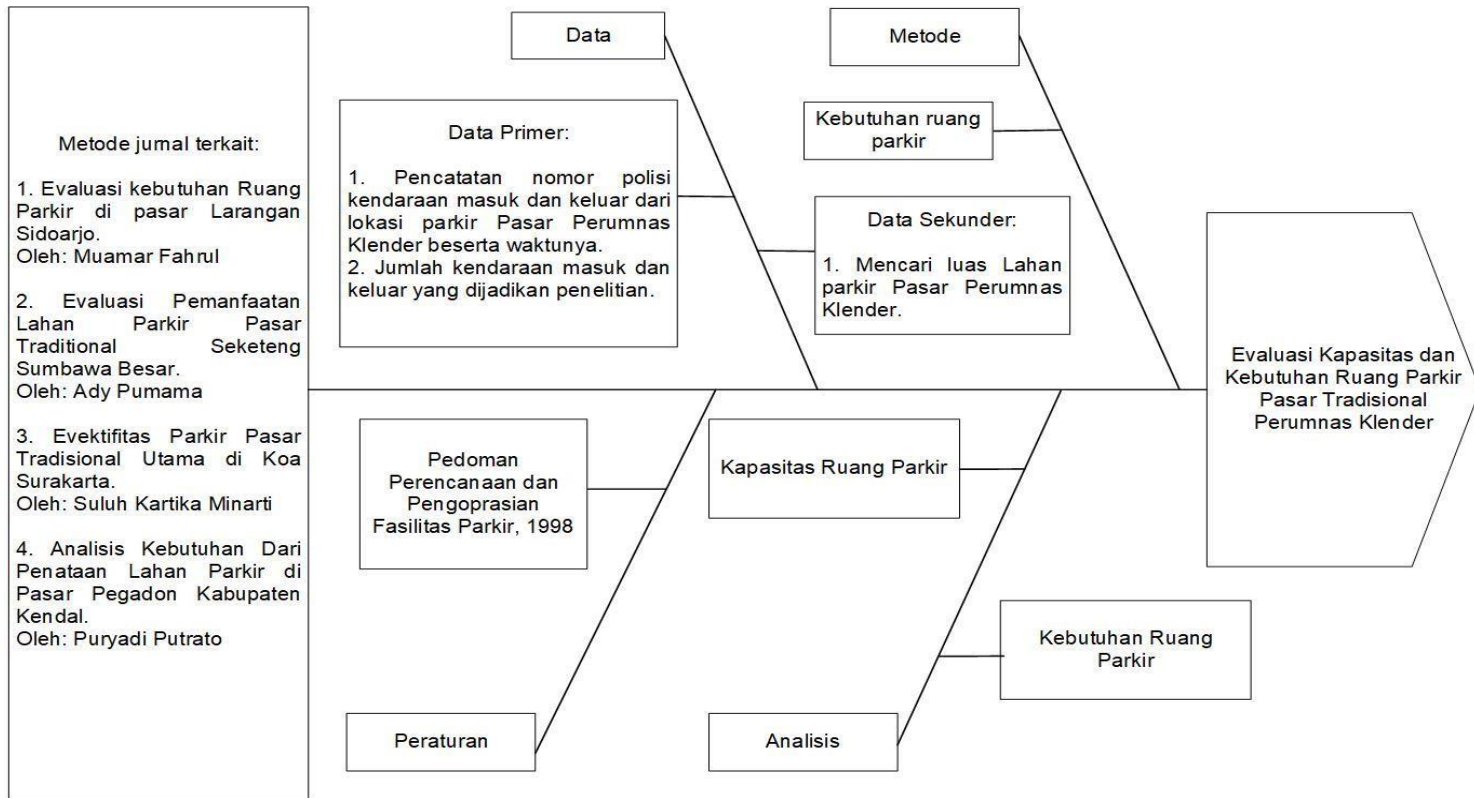 Metode jurnal terkait:
1. Evaluasi kebutuhan Ruang
Parkir di pasar Larangan
Sidoarjo.
Oleh: Muamar Fahrul
2. Evaluasi Pemanfaatan
Lahan Parkir Pasar
Traditional Seketeng
Sumbawa Besar.
Oleh: Ady Pumama
3. Evektifitas Parkir Pasar
Tradisional Utama di Koa
Surakarta.
Oleh: Suluh Kartika Minarti
4. Analisis Kebutuhan Dari
Penataan Lahan Parkir di
Pasar Pegadon Kabupaten
Kendal.
Oleh: Puryadi Putrato
Data
Data Primer:
1. Pencatatan nomor polisi
kendaraan masuk dan keluar dari
lokasi parkir Pasar Perumnas
Klender beserta waktunya.
2. Jumlah kendaraan masuk dan
keluar yang dijadikan penelitian.
Metode
Kebutuhan ruang
parkir
Data Sekunder:
1. Mencari luas Lahan
parkir Pasar Perumnas
Klender.
Pedoman
Perencanaan dan
Pengoprasian
Fasilitas Parkir, 1998
Peraturan
Kapasitas Ruang Parkir
Kebutuhan Ruang
Parkir
Analisis
Evaluasi Kapasitas dan
Kebutuhan Ruang Parkir
Pasar Tradisional
Perumnas Klender